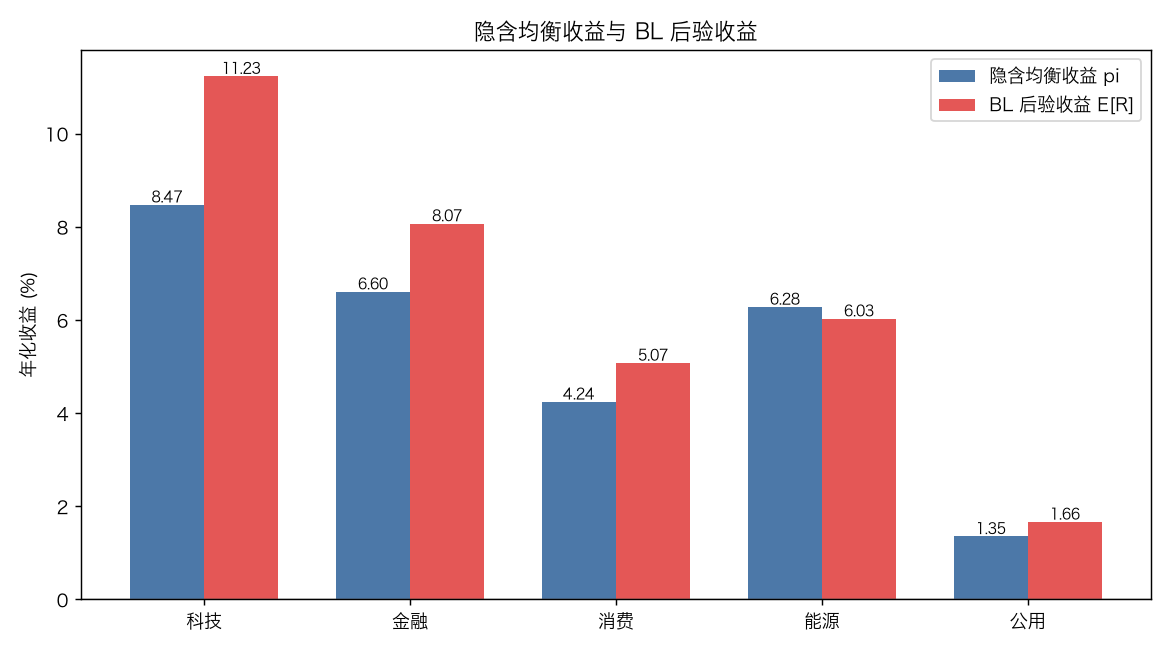 隐含均衡收益与 BL 后验收益
隐含均衡收益 pi
BL 后验收益 E[R]
年化收益 (%)
10
8
6
4
2
0
8.47
11.23
6.60
8.07
4.24
5.07
6.28
6.03
1.35
1.66
科技
金融
消费
能源
公用